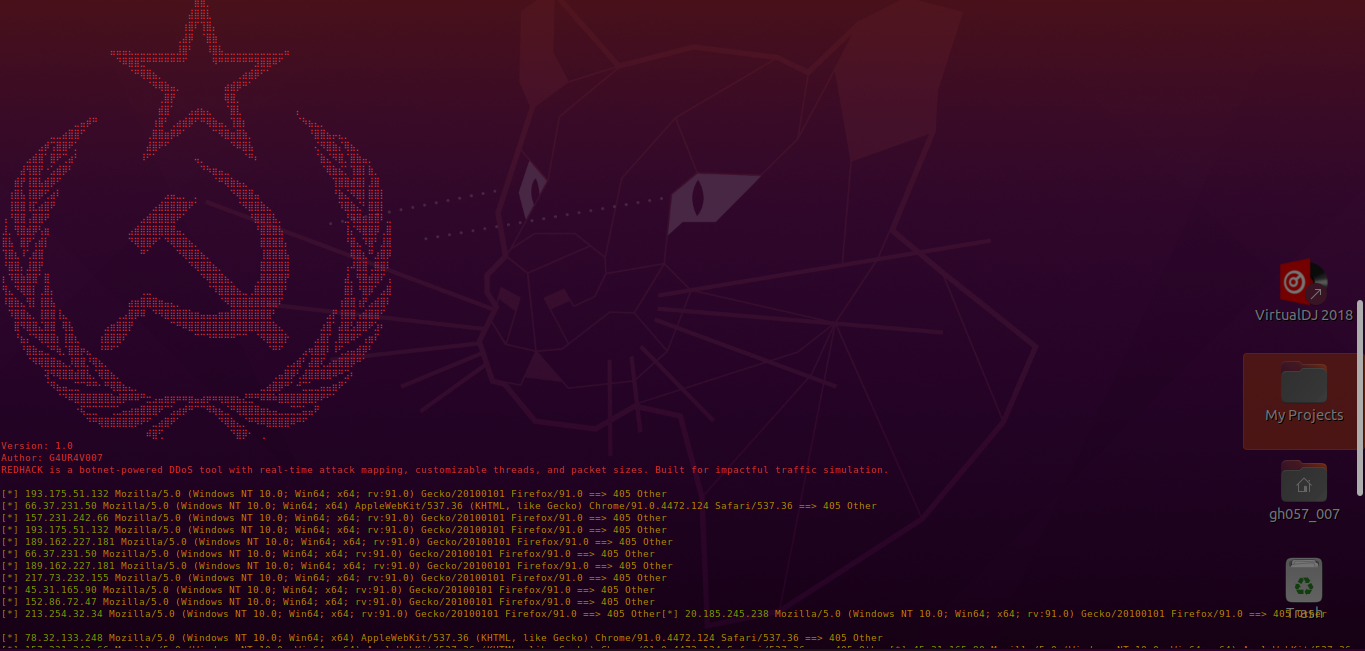 Version: 1.0
Author: G4UR4V007
REDHACK is a botnet-powered DDoS tool with real-time attack mapping, customizable threads, and packet sizes. Built for impactful traffic simulation.
[*] 193.175.51.132 Mozilla/5.0 (Windows NT 10.0; Win64; x64; rv:91.0) Gecko/20100101 Firefox/91.0 ==> 405 Other
[*] 66.37.231.50 Mozilla/5.0 (Windows NT 10.0; Win64; x64) AppleWebKit/537.36 (KHTML, like Gecko) Chrome/91.0.4472.124 Safari/537.36 ==> 405 Other
[*] 157.231.242.66 Mozilla/5.0 (Windows NT 10.0; Win64; x64; rv:91.0) Gecko/20100101 Firefox/91.0 ==> 405 Other
[*] 193.175.51.132 Mozilla/5.0 (Windows NT 10.0; Win64; x64; rv:91.0) Gecko/20100101 Firefox/91.0 ==> 405 Other
[*] 189.162.227.181 Mozilla/5.0 (Windows NT 10.0; Win64; x64; rv:91.0) Gecko/20100101 Firefox/91.0 ==> 405 Other
[*] 66.37.231.50 Mozilla/5.0 (Windows NT 10.0; Win64; x64; rv:91.0) Gecko/20100101 Firefox/91.0 ==> 405 Other
[*] 189.162.227.181 Mozilla/5.0 (Windows NT 10.0; Win64; x64; rv:91.0) Gecko/20100101 Firefox/91.0 ==> 405 Other
[*] 217.73.232.155 Mozilla/5.0 (Windows NT 10.0; Win64; x64; rv:91.0) Gecko/20100101 Firefox/91.0 ==> 405 Other
[*] 45.31.165.90 Mozilla/5.0 (Windows NT 10.0; Win64; x64; rv:91.0) Gecko/20100101 Firefox/91.0 ==> 405 Other
[*] 152.86.72.47 Mozilla/5.0 (Windows NT 10.0; Win64; x64; rv:91.0) Gecko/20100101 Firefox/91.0 ==> 405 Other
[*] 213.254.32.34 Mozilla/5.0 (Windows NT 10.0; Win64; x64; rv:91.0) Gecko/20100101 Firefox/91.0 ==> 405 Other[*] 20.185.245.238 Mozilla/5.0 (Windows NT 10.0; Win64; x64; rv:91.0) Gecko/20100101 Firefox/91.0 ==> 405 Other
[*] 78.32.133.248 Mozilla/5.0 (Windows NT 10.0; Win64; x64) AppleWebKit/537.36 (KHTML, like Gecko) Chrome/91.0.4472.124 Safari/537.36 ==> 405 Other
VirtualDJ 2018
My Projects
gh057_007
Trash